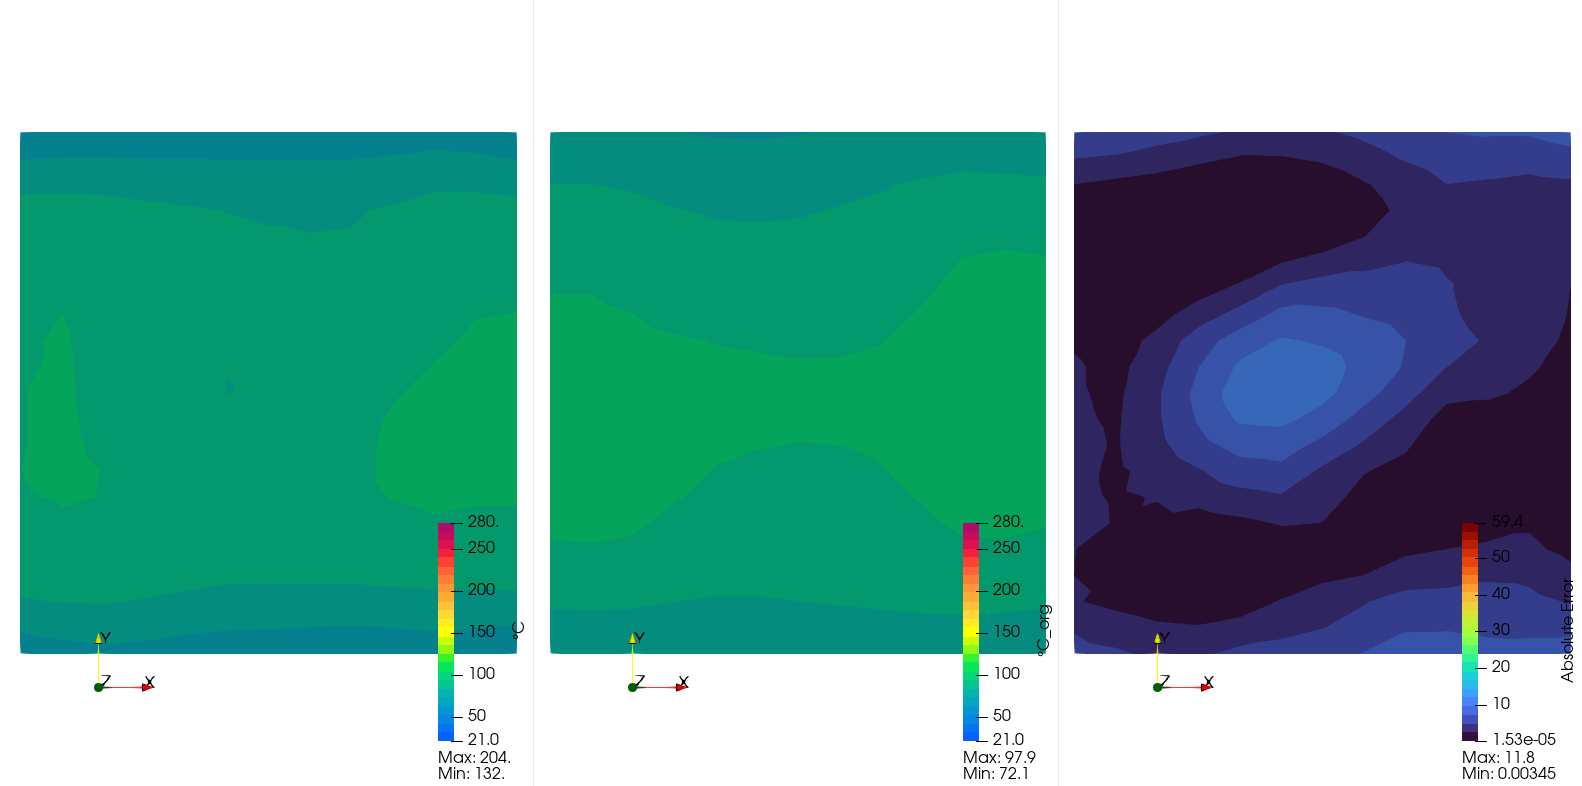 280.
250
200
150
100
50
21.0
°C
Max: 204.
Min: 132.
Y
Z
X
280.
250
200
150
100
50
21.0
°C_org
Max: 97.9
Min: 72.1
Y
Z
X
59.4
50
40
30
20
10
1.53e-05
Absolute Error
Max: 11.8
Min: 0.00345
Y
Z
X